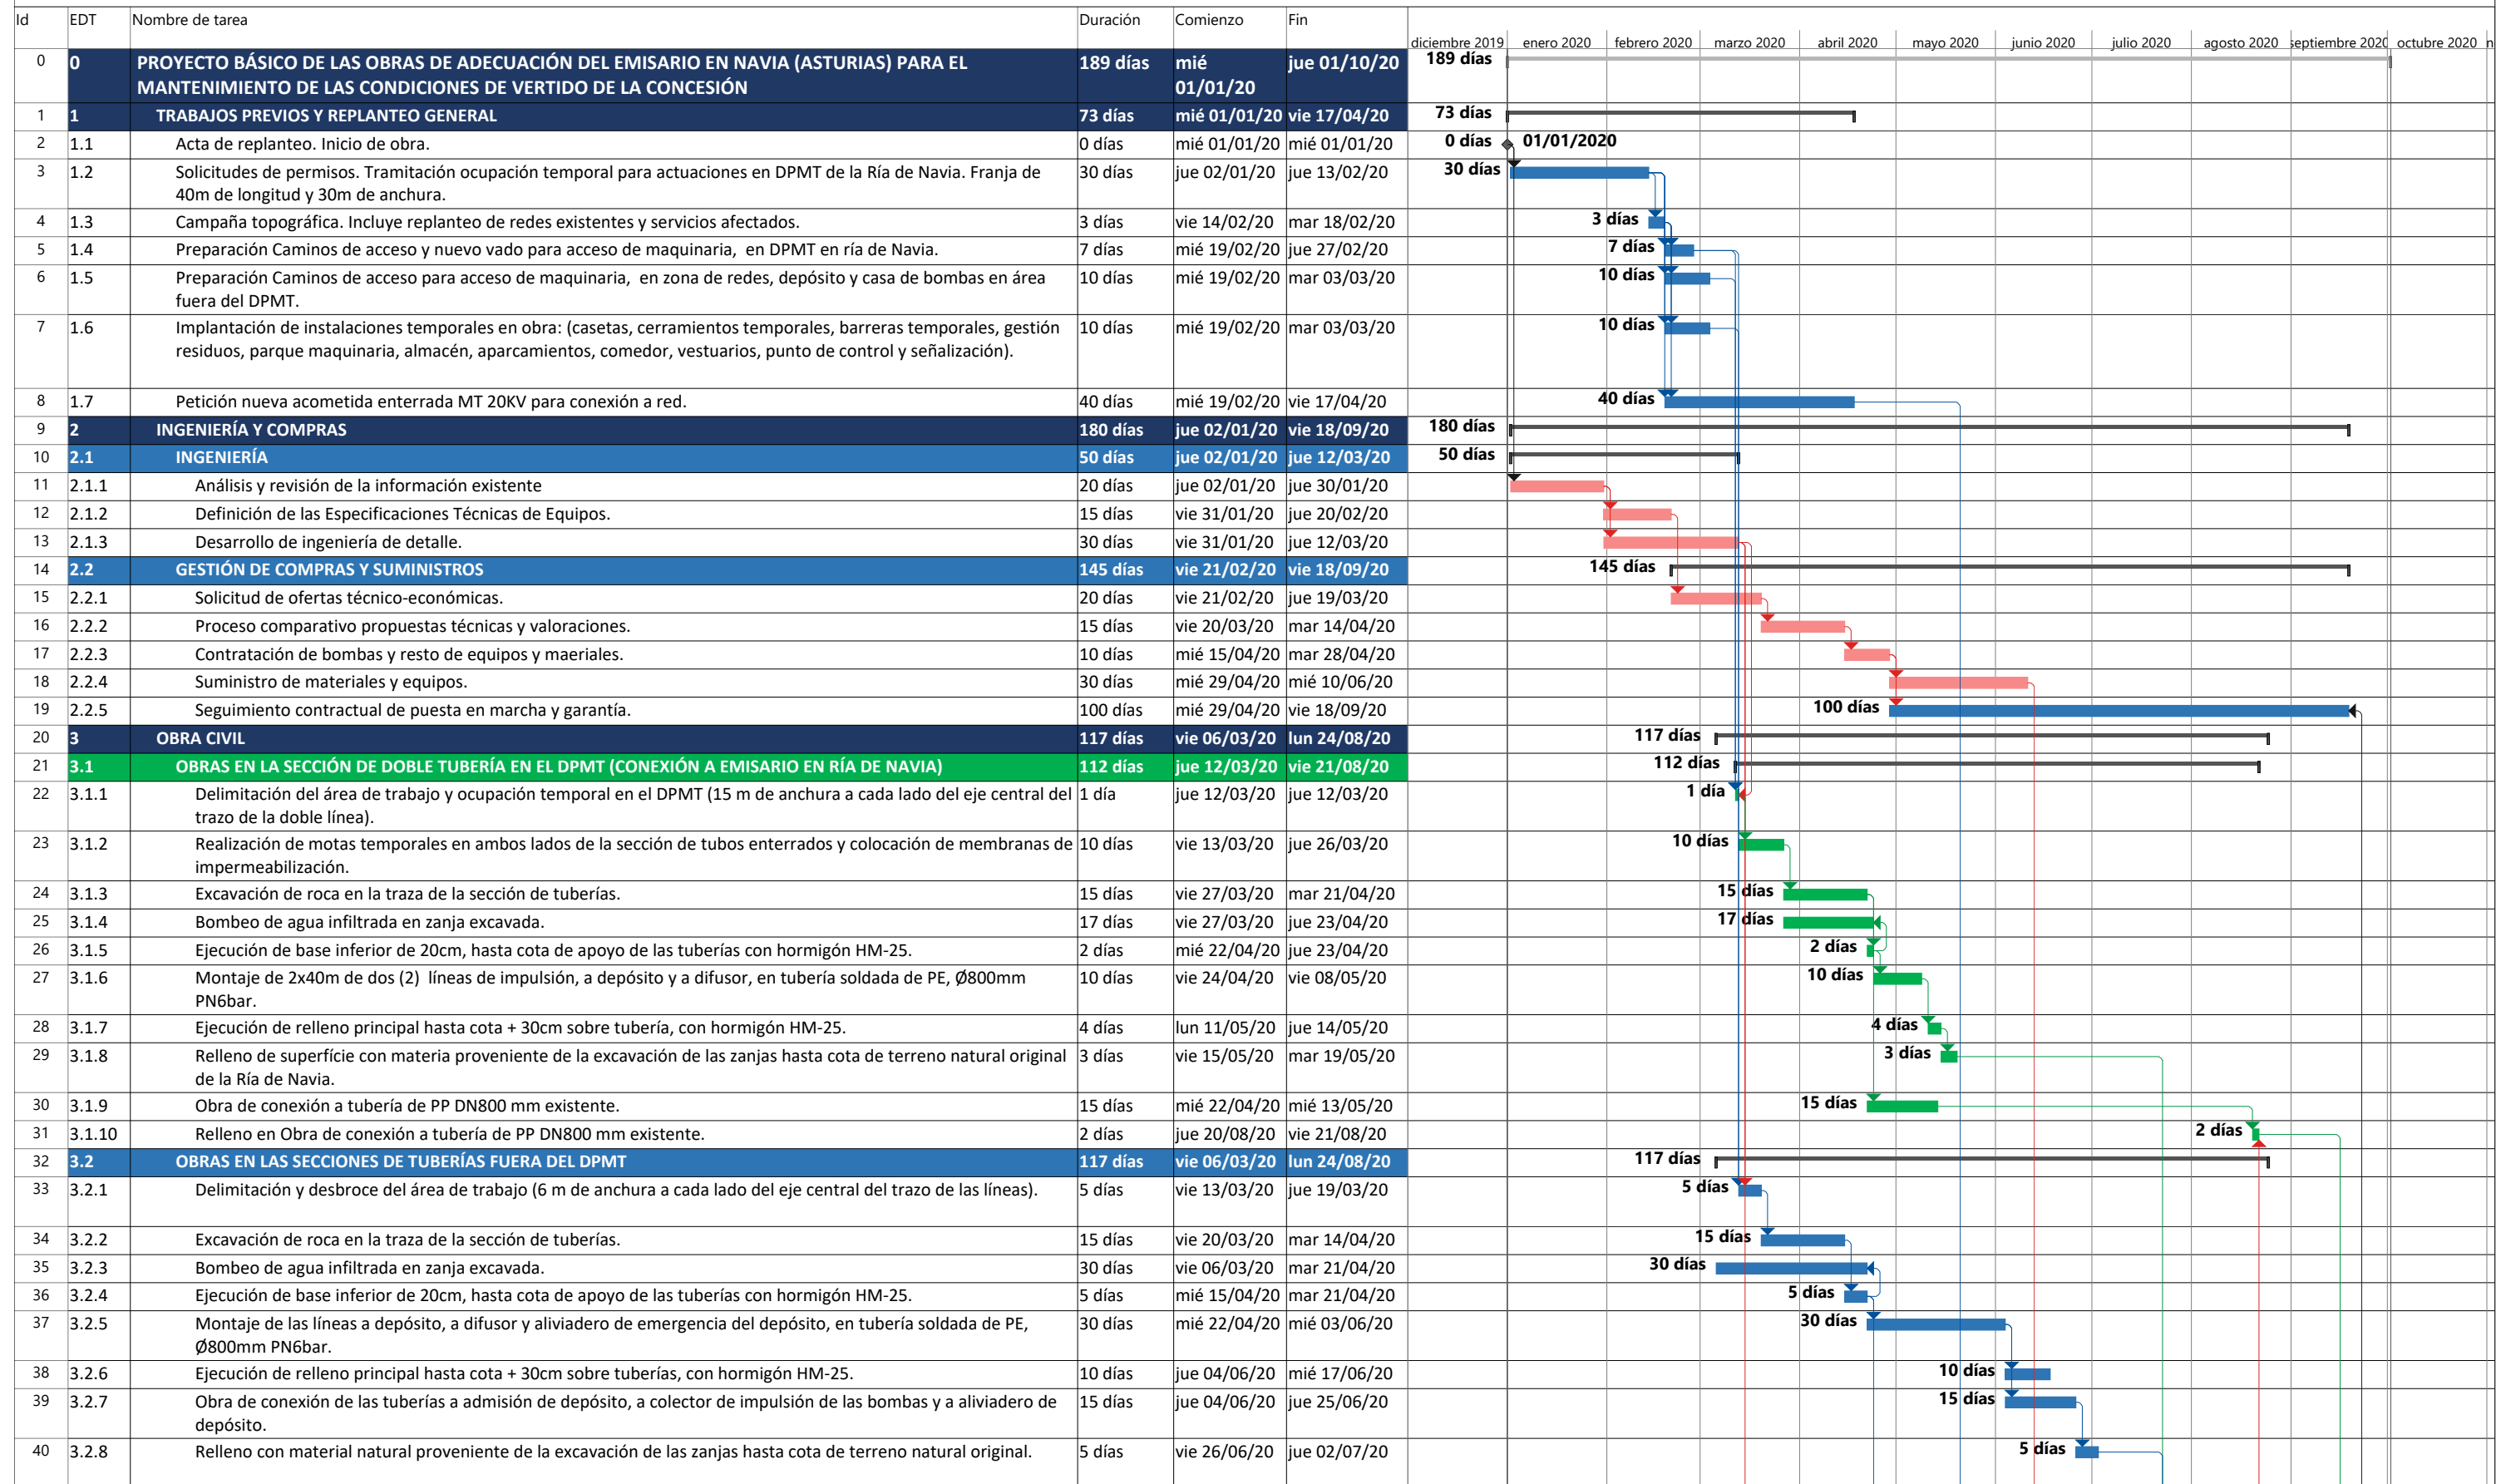 Id EDT Nombre de tarea Duración Comienzo Fin
diciembre 2019 enero 2020 febrero 2020 marzo 2020 abril 2020 mayo 2020 junio 2020 julio 2020 agosto 2020 septiembre 2020 octubre 2020 n
0 0 PROYECTO BÁSICO DE LAS OBRAS DE ADECUACIÓN DEL EMISARIO EN NAVIA (ASTURIAS) PARA EL 189 días mié jue 01/10/20 189 días
MANTENIMIENTO DE LAS CONDICIONES DE VERTIDO DE LA CONCESIÓN 01/01/20
1 1 TRABAJOS PREVIOS Y REPLANTEO GENERAL 73 días mié 01/01/20 vie 17/04/20 73 días
2 1.1 Acta de replanteo. Inicio de obra. 0 días mié 01/01/20 mié 01/01/20 0 días 01/01/2020
3 1.2 Solicitudes de permisos. Tramitación ocupación temporal para actuaciones en DPMT de la Ría de Navia. Franja de 30 días jue 02/01/20 jue 13/02/20 30 días
40m de longitud y 30m de anchura.
4 1.3 Campaña topográfica. Incluye replanteo de redes existentes y servicios afectados. 3 días vie 14/02/20 mar 18/02/20 3 días
5 1.4 Preparación Caminos de acceso y nuevo vado para acceso de maquinaria, en DPMT en ría de Navia. 7 días mié 19/02/20 jue 27/02/20 7 días
6 1.5 Preparación Caminos de acceso para acceso de maquinaria, en zona de redes, depósito y casa de bombas en área 10 días mié 19/02/20 mar 03/03/20 10 días
fuera del DPMT.
7 1.6 Implantación de instalaciones temporales en obra: (casetas, cerramientos temporales, barreras temporales, gestión 10 días mié 19/02/20 mar 03/03/20 10 días
residuos, parque maquinaria, almacén, aparcamientos, comedor, vestuarios, punto de control y señalización).
8 1.7 Petición nueva acometida enterrada MT 20KV para conexión a red. 40 días mié 19/02/20 vie 17/04/20 40 días
9 2 INGENIERÍA Y COMPRAS 180 días jue 02/01/20 vie 18/09/20 180 días
10 2.1 INGENIERÍA 50 días jue 02/01/20 jue 12/03/20 50 días
11 2.1.1 Análisis y revisión de la información existente 20 días jue 02/01/20 jue 30/01/20
12 2.1.2 Definición de las Especificaciones Técnicas de Equipos. 15 días vie 31/01/20 jue 20/02/20
13 2.1.3 Desarrollo de ingeniería de detalle. 30 días vie 31/01/20 jue 12/03/20
14 2.2 GESTIÓN DE COMPRAS Y SUMINISTROS 145 días vie 21/02/20 vie 18/09/20 145 días
15 2.2.1 Solicitud de ofertas técnico-económicas. 20 días vie 21/02/20 jue 19/03/20
16 2.2.2 Proceso comparativo propuestas técnicas y valoraciones. 15 días vie 20/03/20 mar 14/04/20
17 2.2.3 Contratación de bombas y resto de equipos y maeriales. 10 días mié 15/04/20 mar 28/04/20
18 2.2.4 Suministro de materiales y equipos. 30 días mié 29/04/20 mié 10/06/20
19 2.2.5 Seguimiento contractual de puesta en marcha y garantía. 100 días mié 29/04/20 vie 18/09/20 100 días
20 3 OBRA CIVIL 117 días vie 06/03/20 lun 24/08/20 117 días
21 3.1 OBRAS EN LA SECCIÓN DE DOBLE TUBERÍA EN EL DPMT (CONEXIÓN A EMISARIO EN RÍA DE NAVIA) 112 días jue 12/03/20 vie 21/08/20 112 días
22 3.1.1 Delimitación del área de trabajo y ocupación temporal en el DPMT (15 m de anchura a cada lado del eje central del 1 día jue 12/03/20 jue 12/03/20 1 día
trazo de la doble línea).
23 3.1.2 Realización de motas temporales en ambos lados de la sección de tubos enterrados y colocación de membranas de 10 días vie 13/03/20 jue 26/03/20 10 días
impermeabilización.
24 3.1.3 Excavación de roca en la traza de la sección de tuberías. 15 días vie 27/03/20 mar 21/04/20 15 días
25 3.1.4 Bombeo de agua infiltrada en zanja excavada. 17 días vie 27/03/20 jue 23/04/20 17 días
26 3.1.5 Ejecución de base inferior de 20cm, hasta cota de apoyo de las tuberías con hormigón HM-25. 2 días mié 22/04/20 jue 23/04/20 2 días
27 3.1.6 Montaje de 2x40m de dos (2) líneas de impulsión, a depósito y a difusor, en tubería soldada de PE, Ø800mm 10 días vie 24/04/20 vie 08/05/20 10 días
PN6bar.
28 3.1.7 Ejecución de relleno principal hasta cota + 30cm sobre tubería, con hormigón HM-25. 4 días lun 11/05/20 jue 14/05/20 4 días
29 3.1.8 Relleno de superfície con materia proveniente de la excavación de las zanjas hasta cota de terreno natural original 3 días vie 15/05/20 mar 19/05/20 3 días
de la Ría de Navia.
30 3.1.9 Obra de conexión a tubería de PP DN800 mm existente. 15 días mié 22/04/20 mié 13/05/20 15 días
31 3.1.10 Relleno en Obra de conexión a tubería de PP DN800 mm existente. 2 días jue 20/08/20 vie 21/08/20 2 días
32 3.2 OBRAS EN LAS SECCIONES DE TUBERÍAS FUERA DEL DPMT 117 días vie 06/03/20 lun 24/08/20 117 días
33 3.2.1 Delimitación y desbroce del área de trabajo (6 m de anchura a cada lado del eje central del trazo de las líneas). 5 días vie 13/03/20 jue 19/03/20 5 días
34 3.2.2 Excavación de roca en la traza de la sección de tuberías. 15 días vie 20/03/20 mar 14/04/20 15 días
35 3.2.3 Bombeo de agua infiltrada en zanja excavada. 30 días vie 06/03/20 mar 21/04/20 30 días
36 3.2.4 Ejecución de base inferior de 20cm, hasta cota de apoyo de las tuberías con hormigón HM-25. 5 días mié 15/04/20 mar 21/04/20 5 días
37 3.2.5 Montaje de las líneas a depósito, a difusor y aliviadero de emergencia del depósito, en tubería soldada de PE, 30 días mié 22/04/20 mié 03/06/20 30 días
Ø800mm PN6bar.
38 3.2.6 Ejecución de relleno principal hasta cota + 30cm sobre tuberías, con hormigón HM-25. 10 días jue 04/06/20 mié 17/06/20 10 días
39 3.2.7 Obra de conexión de las tuberías a admisión de depósito, a colector de impulsión de las bombas y a aliviadero de 15 días jue 04/06/20 jue 25/06/20 15 días
depósito.
40 3.2.8 Relleno con material natural proveniente de la excavación de las zanjas hasta cota de terreno natural original. 5 días vie 26/06/20 jue 02/07/20 5 días